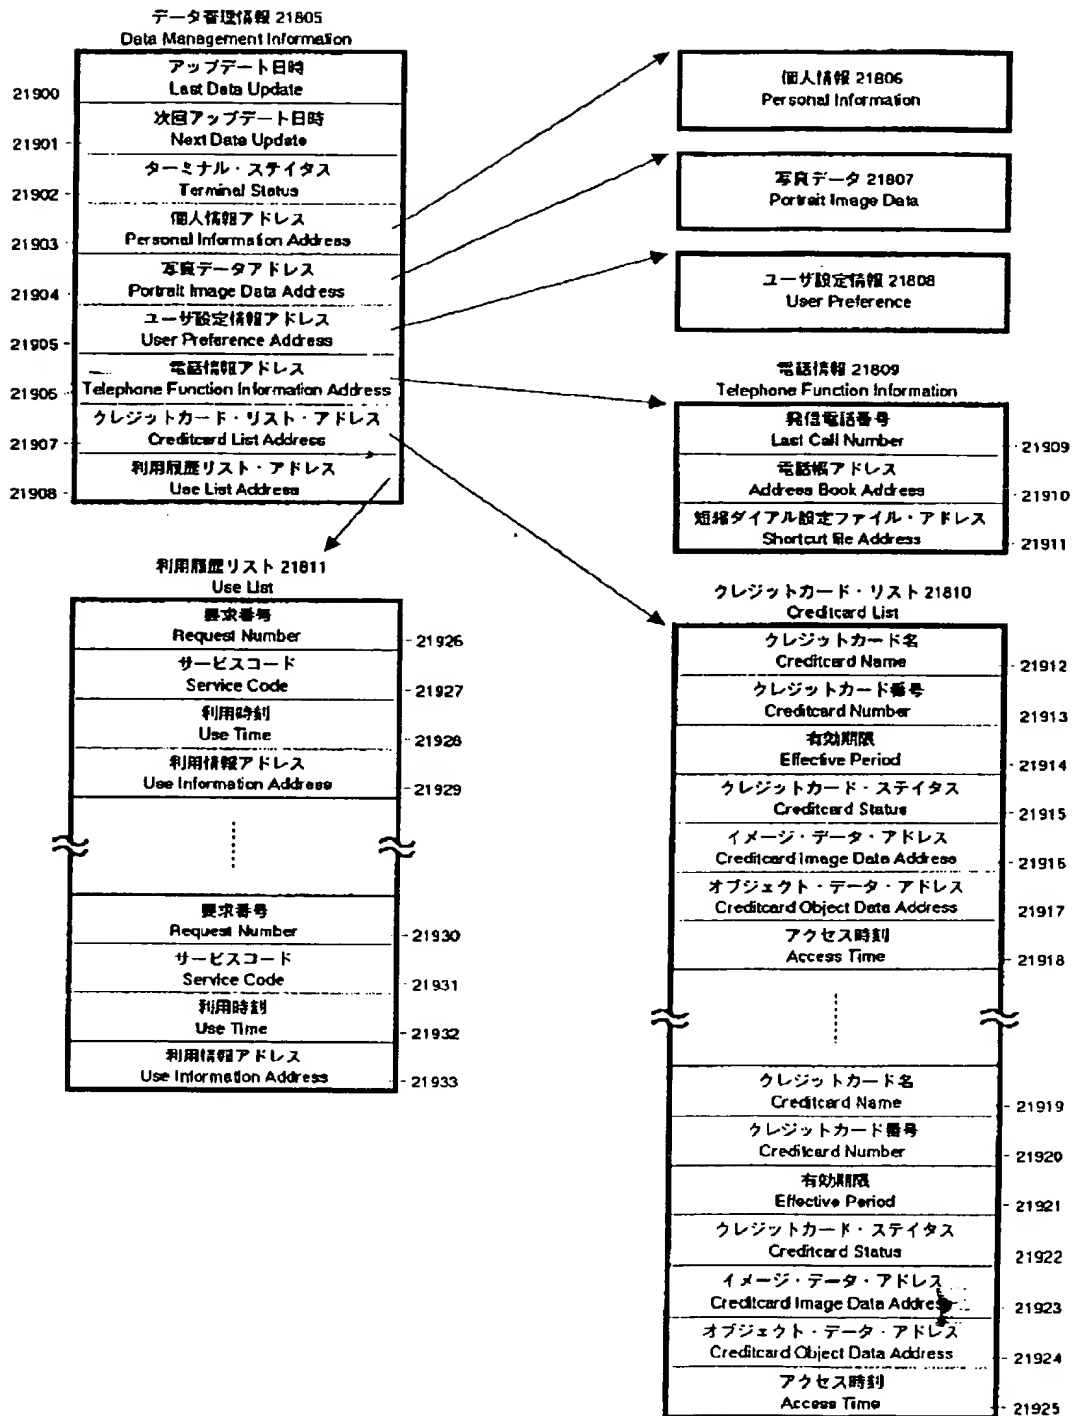 データ管理情報 21805
Data Management Information
アップデート日時
Last Data Update
21900
次回アップデート日時
Next Data Update
21901
ターミナル・ステイタス
Terminal Status
21902
個人情報アドレス
Personal Information Address
21903
写真データアドレス
Portrait Image Data Address
21904
ユーザ設定情報アドレス
User Preference Address
21905
電話情報アドレス
Telephone Function Information Address
21906
クレジットカード・リスト・アドレス
Creditcard List Address
21907
利用履歴リスト・アドレス
Use List Address
21908
個人情報 21806
Personal Information
写真データ 21807
Portrait Image Data
ユーザ設定情報 21808
User Preference
電話情報 21809
Telephone Function Information
発信電話番号
Last Call Number
21909
電話帳アドレス
Address Book Address
21910
短縮ダイアル設定ファイル・アドレス
Shortcut file Address
21911
利用履歴リスト 21811
Use List
要求番号
Request Number
21926
サービスコード
Service Code
21927
利用時刻
Use Time
21928
利用情報アドレス
Use Information Address
21929
要求番号
Request Number
21930
サービスコード
Service Code
21931
利用時刻
Use Time
21932
利用情報アドレス
Use Information Address
21933
クレジットカード・リスト 21810
Creditcard List
クレジットカード名
Creditcard Name
21912
クレジットカード番号
Creditcard Number
21913
有効期限
Effective Period
21914
クレジットカード・ステイタス
Creditcard Status
21915
イメージ・データ・アドレス
Creditcard Image Data Address
21916
オブジェクト・データ・アドレス
Creditcard Object Data Address
21917
アクセス時刻
Access Time
21918
クレジットカード名
Creditcard Name
21919
クレジットカード番号
Creditcard Number
21920
有効期限
Effective Period
21921
クレジットカード・ステイタス
Creditcard Status
21922
イメージ・データ・アドレス
Creditcard Image Data Address
21923
オブジェクト・データ・アドレス
Creditcard Object Data Address
21924
アクセス時刻
Access Time
21925